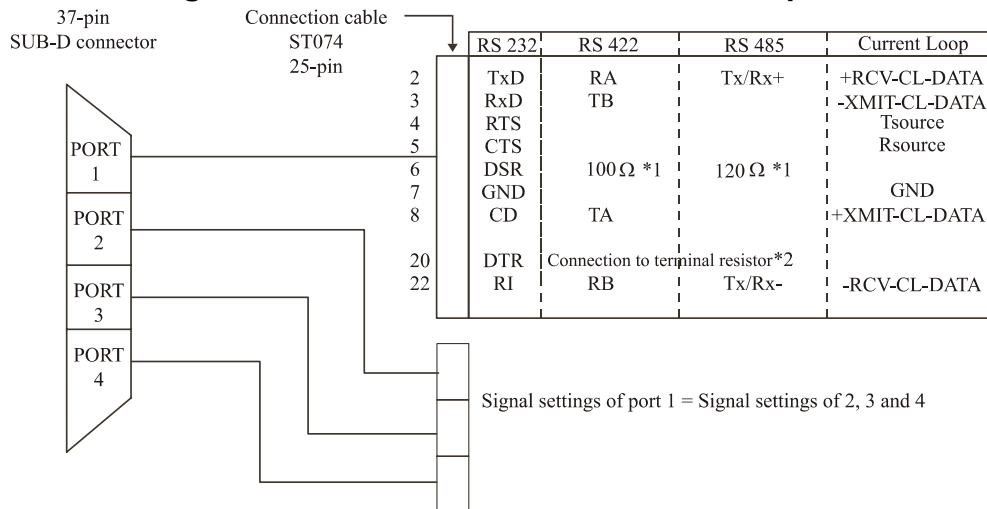 37-pin
SUB-D connector
Connection cable
ST074
25-pin
RS 232 RS 422 RS 485 Current Loop
2 TxD RA Tx/Rx+ +RCV-CL-DATA
3 RxD TB -XMIT-CL-DATA
4 RTS Tsource
5 CTS Rsource
6 DSR 100 Ω *1 120 Ω *1
7 GND GND
8 CD TA +XMIT-CL-DATA
20 DTR Connection to terminal resistor*2
22 RI RB Tx/Rx- -RCV-CL-DATA
PORT
1
PORT
2
PORT
3
PORT
4
Signal settings of port 1 = Signal settings of 2, 3 and 4